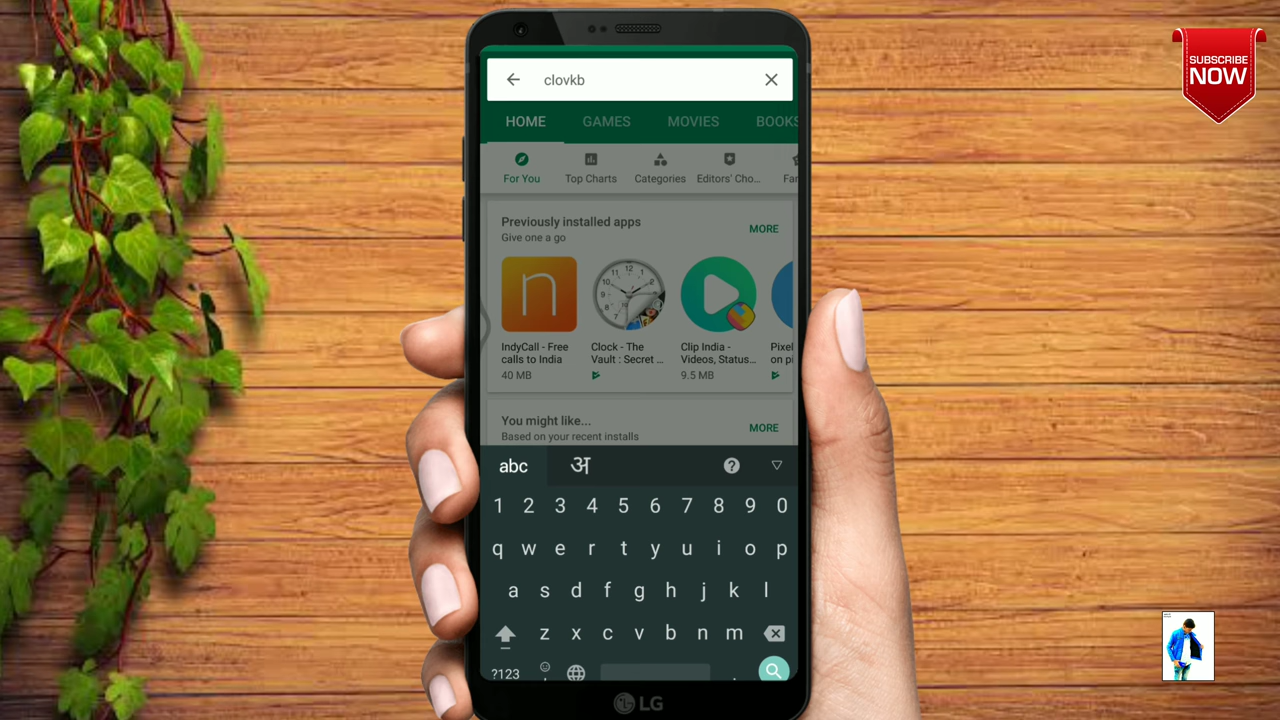 clovkb
SUBSCRIBE
NOW
HOME GAMES MOVIES BOOKS
For You Top Charts Categories Editors' Cho...
Previously installed apps
Give one a go
MORE
IndyCall - Free
calls to India
40 MB
Clock - The
Vault : Secret ...
Clip India -
Videos, Status...
9.5 MB
Pixel
on pi
You might like...
Based on your recent installs
MORE
abc अ
1 2 3 4 5 6 7 8 9 0
q w e r t y u i o p
a s d f g h j k l
z x c v b n m
?123 , .
LG